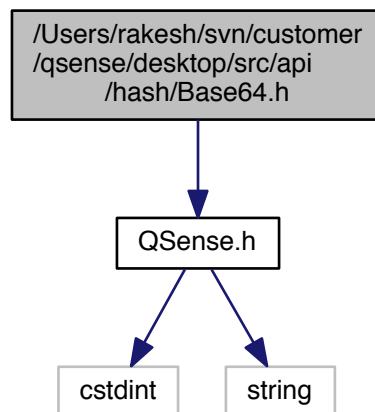 /Users/rakesh/svn/customer
/qsense/desktop/src/api
/hash/Base64.h
QSense.h
cstdint
string